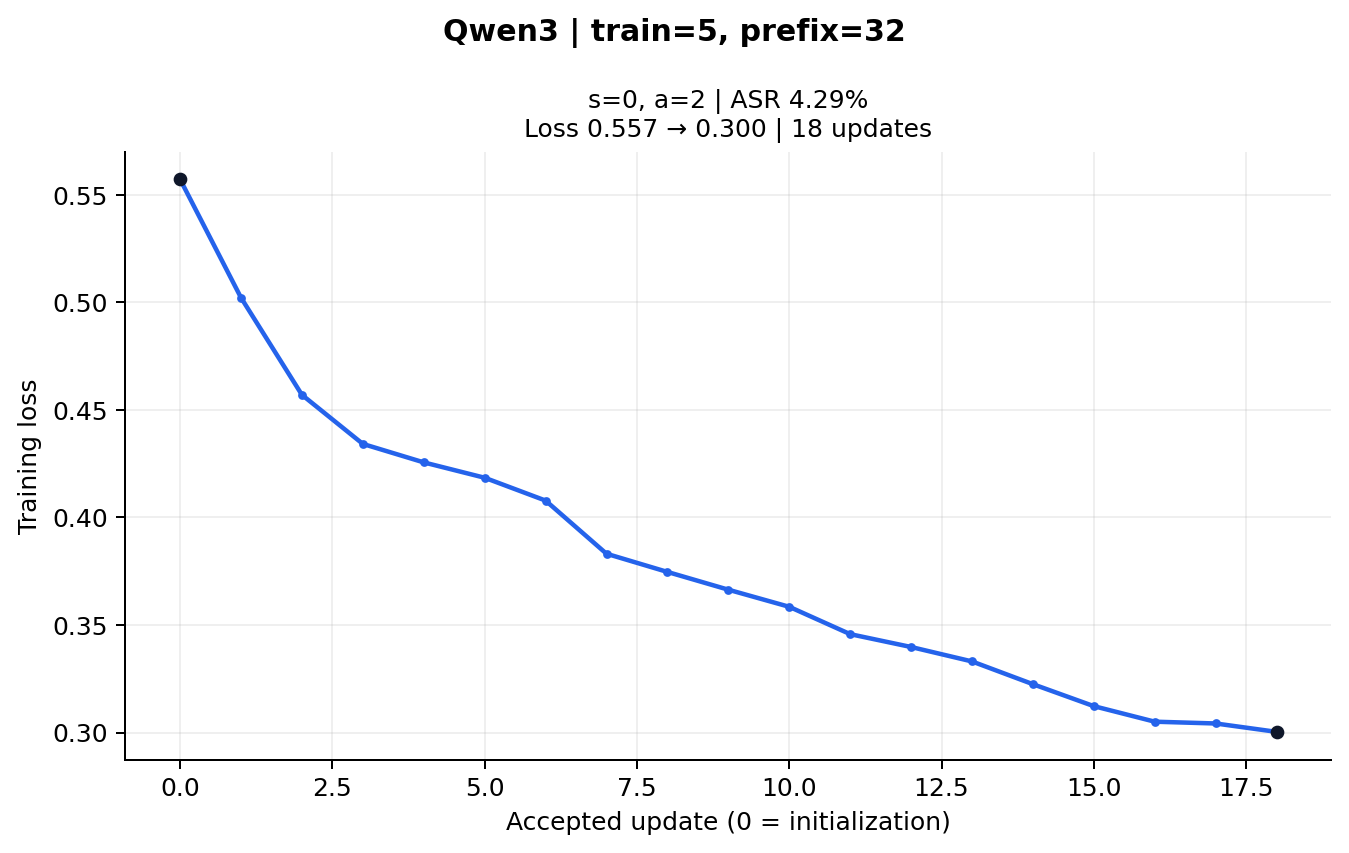 Qwen3 | train=5, prefix=32
s=0, a=2 | ASR 4.29%
Loss 0.557 → 0.300 | 18 updates
Training loss
0.55
0.50
0.45
0.40
0.35
0.30
0.0 2.5 5.0 7.5 10.0 12.5 15.0 17.5
Accepted update (0 = initialization)